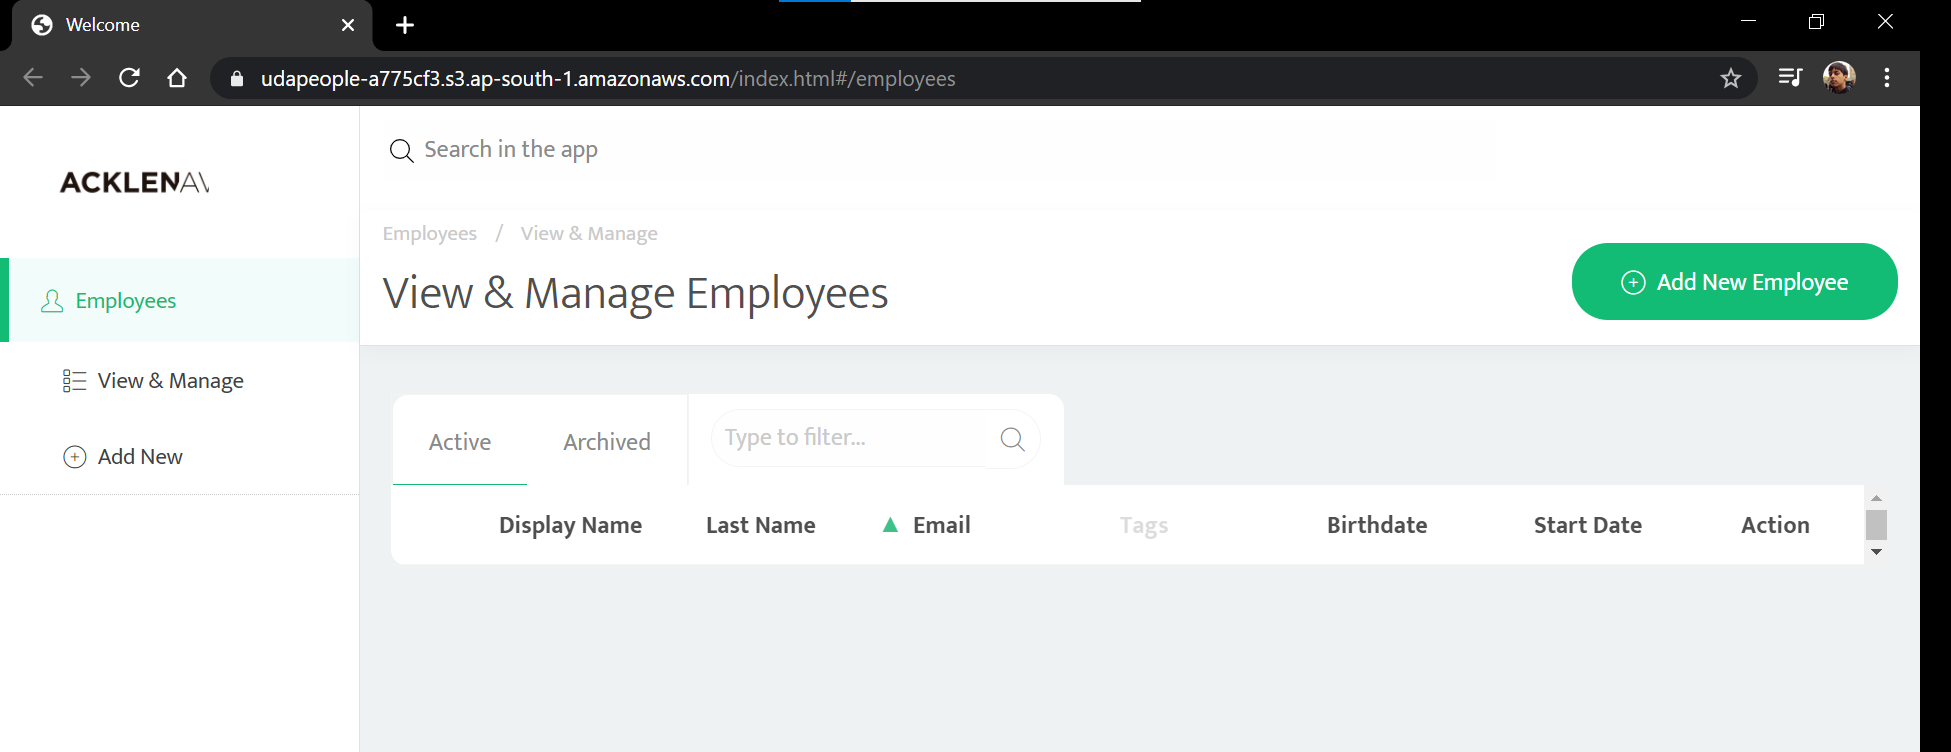 Welcome
udapeople-a775cf3.s3.ap-south-1.amazonaws.com/index.html#/employees
ACKLENAV
Search in the app
Employees / View & Manage
View & Manage Employees
Add New Employee
Employees
View & Manage
Add New
Active Archived Type to filter...
Display Name Last Name Email Tags Birthdate Start Date Action